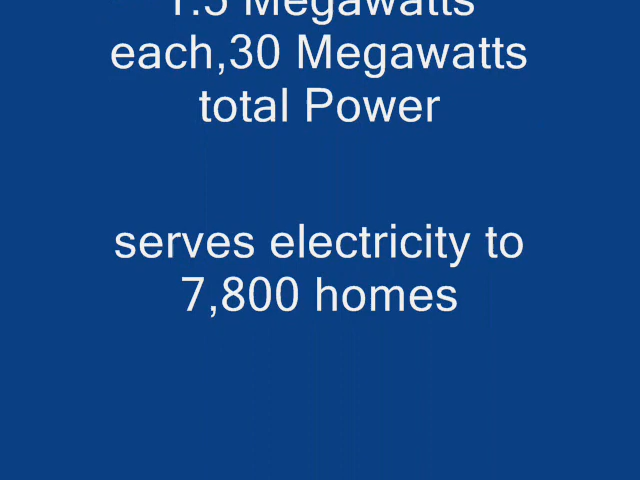 1.5 Megawatts
each,30 Megawatts
total Power
serves electricity to
7,800 homes